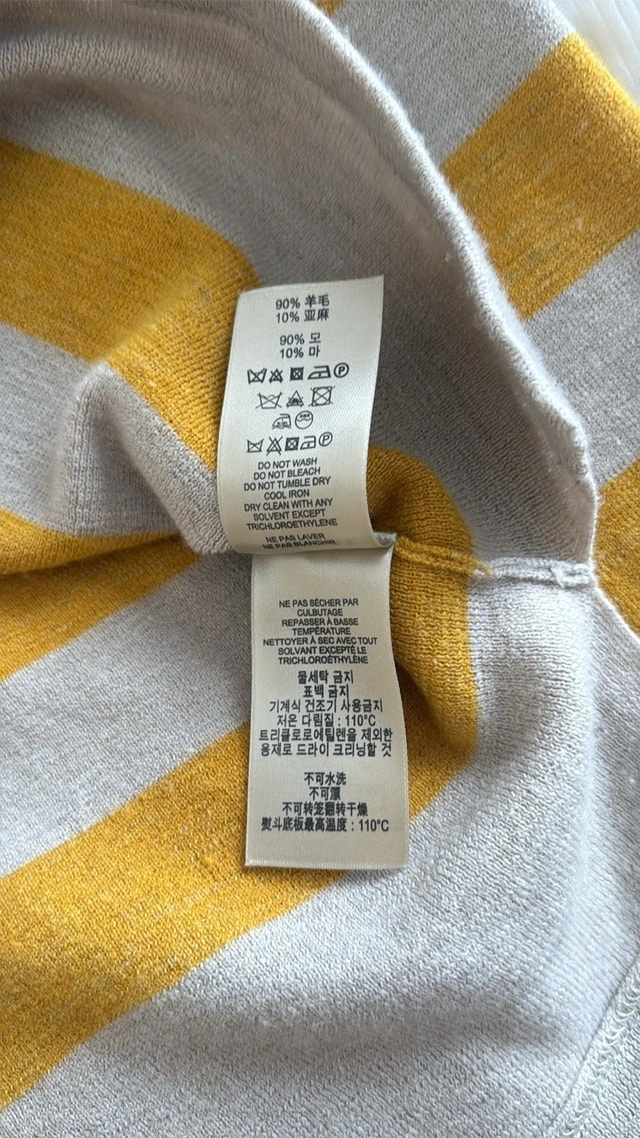 90% 羊毛
10% 亚麻
90% 모
10% 마
DO NOT WASH
DO NOT BLEACH
DO NOT TUMBLE DRY
COOL IRON
DRY CLEAN WITH ANY
SOLVENT EXCEPT
TRICHLOROETHYLENE
NE PAS LAVER
NE PAS BLANCHIR
NE PAS SÉCHER PAR
CULBUTAGE
REPASSER À BASSE
TEMPÉRATURE
NETTOYER À SEC AVEC TOUT
SOLVANT EXCEPTÉ LE
TRICHLOROÉTHYLÈNE
물세탁 금지
표백 금지
기계식 건조기 사용금지
저온 다림질 : 110°C
트리클로로에틸렌을 제외한
용제로 드라이 크리닝할 것
不可水洗
不可漂
不可转笼翻转干燥
熨斗底板最高温度 : 110°C